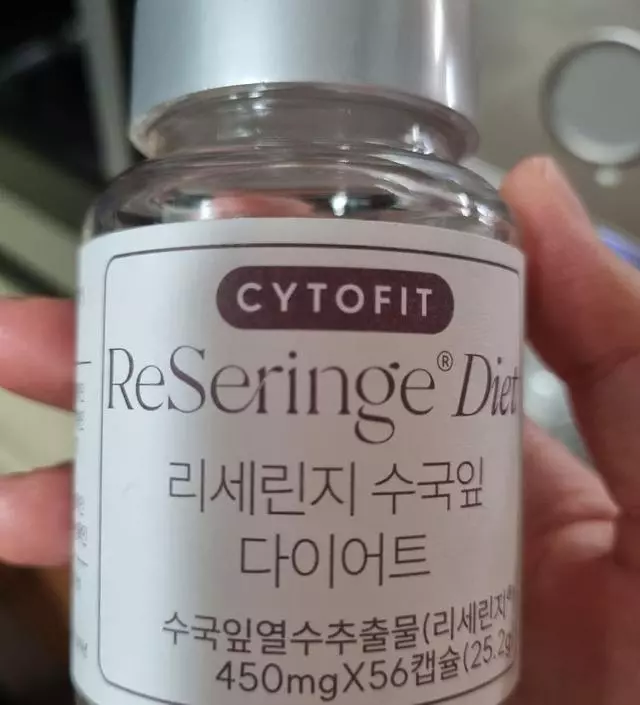 CYTOFIT
ReSeringe® Diet
리세린지 수국잎
다이어트
수국잎열수추출물(리세린지®
450mgX56캡슐(25.2g